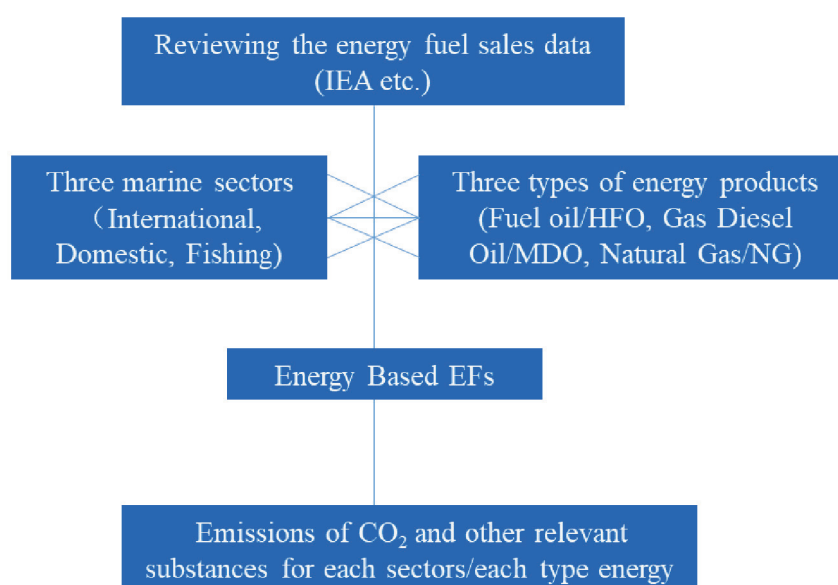 Reviewing the energy fuel sales data
(IEA etc.)
Three marine sectors
（International,
Domestic, Fishing)
Three types of energy products
(Fuel oil/HFO, Gas Diesel
Oil/MDO, Natural Gas/NG)
Energy Based EFs
Emissions of CO₂ and other relevant
substances for each sectors/each type energy